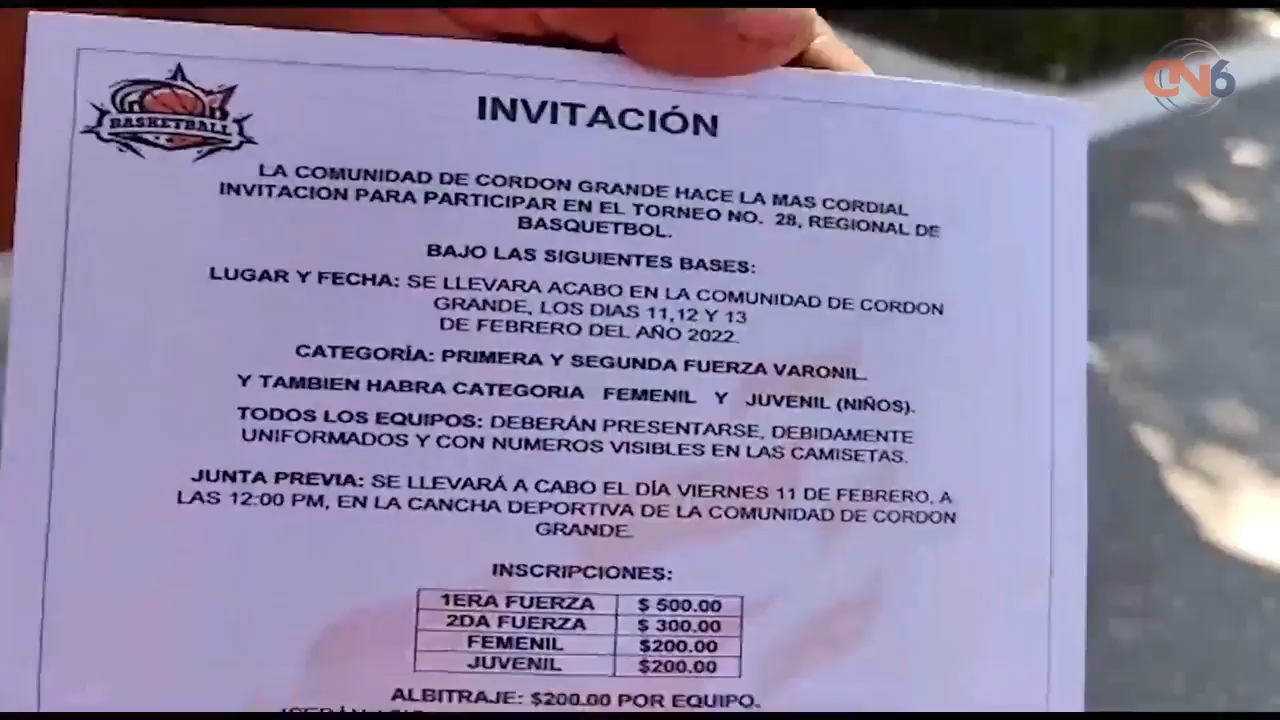 CN6
BASKETBALL
INVITACIÓN
LA COMUNIDAD DE CORDON GRANDE HACE LA MAS CORDIAL
INVITACION PARA PARTICIPAR EN EL TORNEO NO. 28, REGIONAL DE
BASQUETBOL.
BAJO LAS SIGUIENTES BASES:
LUGAR Y FECHA: SE LLEVARA ACABO EN LA COMUNIDAD DE CORDON
GRANDE, LOS DIAS 11,12 Y 13
DE FEBRERO DEL AÑO 2022.
CATEGORÍA: PRIMERA Y SEGUNDA FUERZA VARONIL.
Y TAMBIEN HABRA CATEGORIA FEMENIL Y JUVENIL (NIÑOS).
TODOS LOS EQUIPOS: DEBERÁN PRESENTARSE, DEBIDAMENTE
UNIFORMADOS Y CON NUMEROS VISIBLES EN LAS CAMISETAS.
JUNTA PREVIA: SE LLEVARÁ A CABO EL DÍA VIERNES 11 DE FEBRERO, A
LAS 12:00 PM, EN LA CANCHA DEPORTIVA DE LA COMUNIDAD DE CORDON
GRANDE.
INSCRIPCIONES:
1ERA FUERZA $ 500.00
2DA FUERZA $ 300.00
FEMENIL $200.00
JUVENIL $200.00
ALBITRAJE: $200.00 POR EQUIPO.